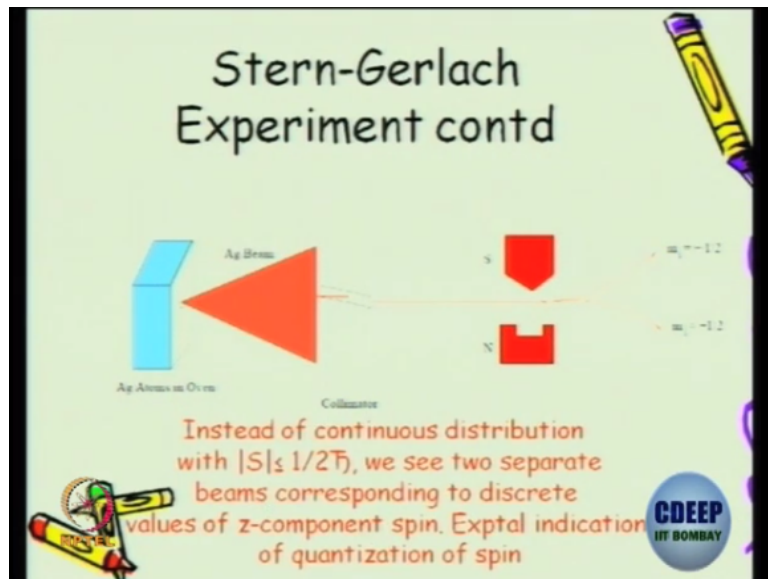 Stern-Gerlach
Experiment contd
Ag Beam
S
N
Ag Atoms in Oven
Collimator
Instead of continuous distribution
with |S|≤ 1/2ħ), we see two separate
beams corresponding to discrete
values of z-component spin. Exptal indication
of quantization of spin
NPTEL
CDEEP
IIT BOMBAY